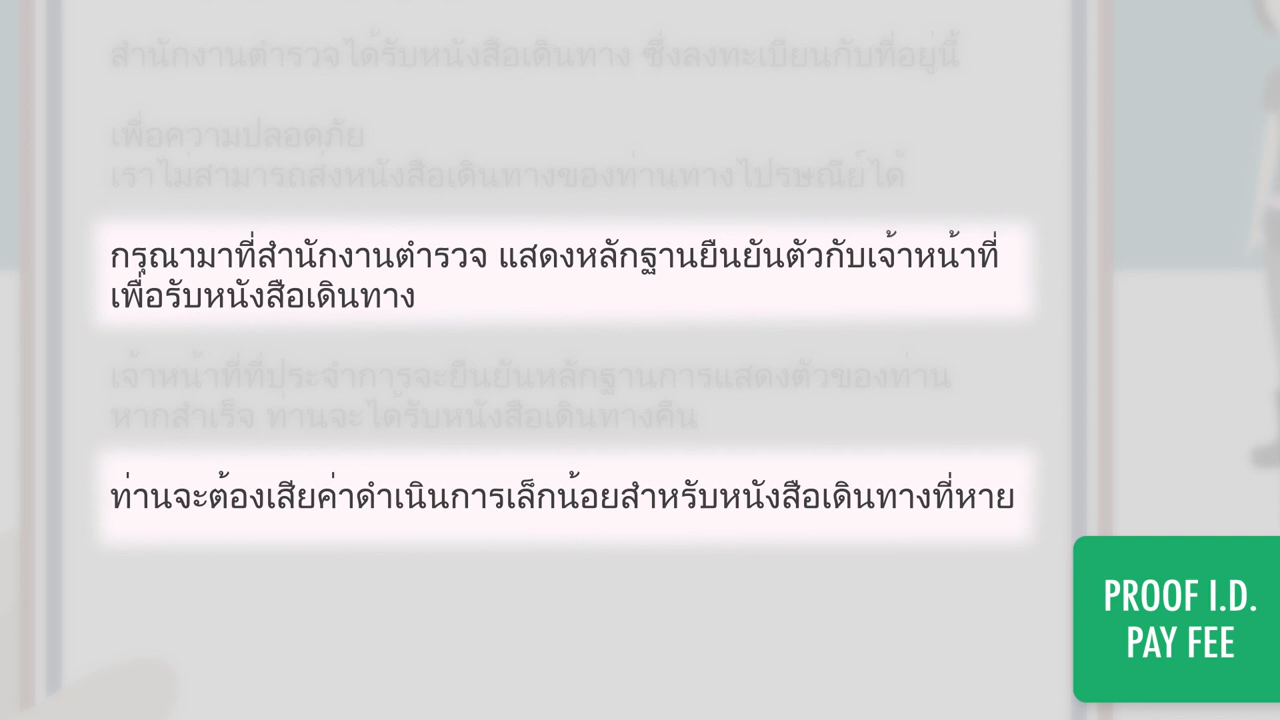 สำนักงานตำรวจได้รับหนังสือเดินทาง ซึ่งลงทะเบียนกับที่อยู่นี้
เพื่อความปลอดภัย
เราไม่สามารถส่งหนังสือเดินทางของท่านทางไปรษณีย์ได้
กรุณามาที่สำนักงานตำรวจ แสดงหลักฐานยืนยันตัวกับเจ้าหน้าที่
เพื่อรับหนังสือเดินทาง
เจ้าหน้าที่ที่ประจำการจะยืนยันหลักฐานการแสดงตัวของท่าน
หากสำเร็จ ท่านจะได้รับหนังสือเดินทางคืน
ท่านจะต้องเสียค่าดำเนินการเล็กน้อยสำหรับหนังสือเดินทางที่หาย
PROOF I.D.
PAY FEE